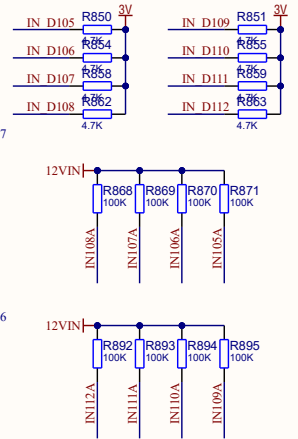 3V 3V
R850 R851
IN_D105 IN_D109
4.7K 4.7K
R854 R855
IN_D106 IN_D110
4.7K 4.7K
R858 R859
IN_D107 IN_D111
4.7K 4.7K
R862 R863
IN_D108 IN_D112
4.7K 4.7K
7
12VIN
R868 R869 R870 R871
100K 100K 100K 100K
IN108A IN107A IN106A IN105A
6
12VIN
R892 R893 R894 R895
100K 100K 100K 100K
IN112A IN111A IN110A IN109A